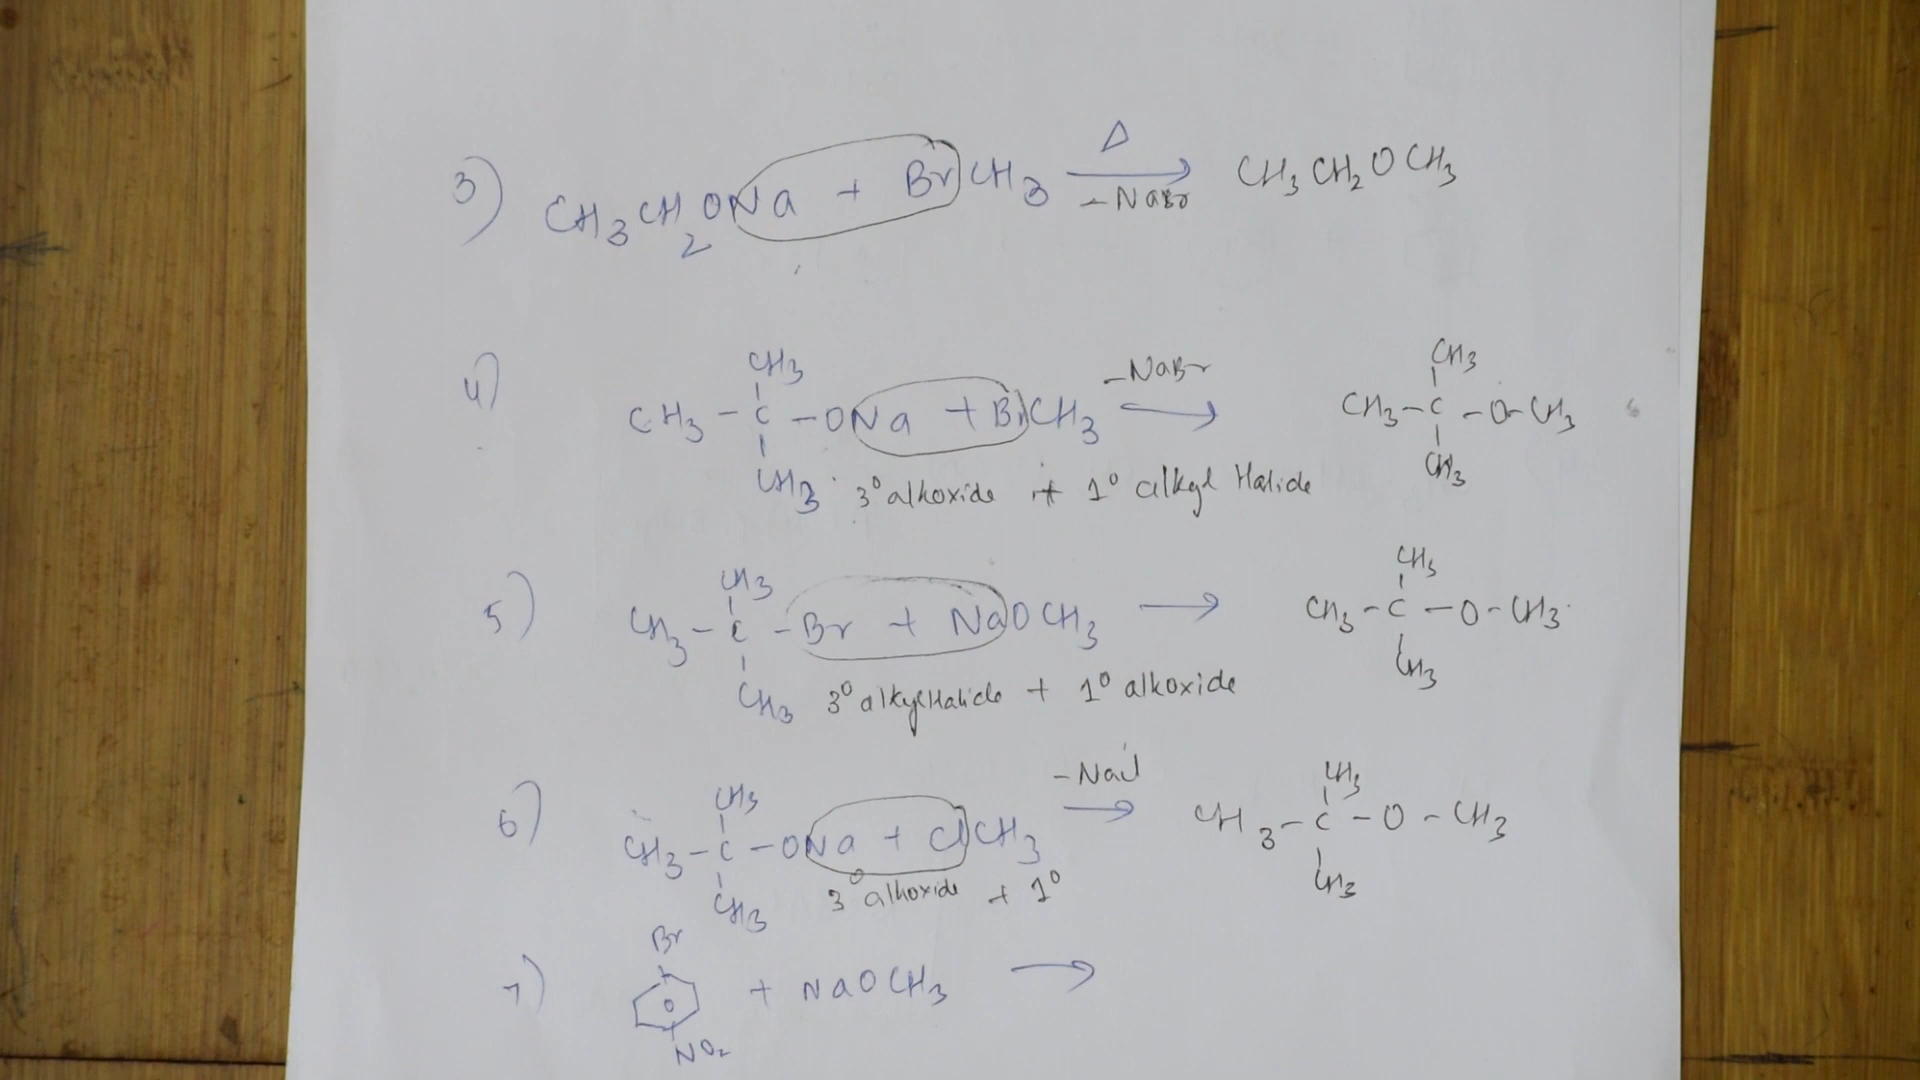 Δ
3) CH3CH2ONa + BrCH3 → CH3CH2OCH3
-NaBr
CH3 -NaBr CH3
4) CH3-C-ONa + BrCH3 → CH3-C-O-CH3
CH3 CH3
3° alkoxide + 1° alkyl Halide
CH3 CH3
5) CH3-C-Br + NaOCH3 → CH3-C-O-CH3
CH3 CH3
3° alkyl Halide + 1° alkoxide
CH3 -NaCl CH3
6) CH3-C-ONa + ClCH3 → CH3-C-O-CH3
CH3 CH3
3° alkoxide + 1°
Br
7) + NaOCH3 →
NO2